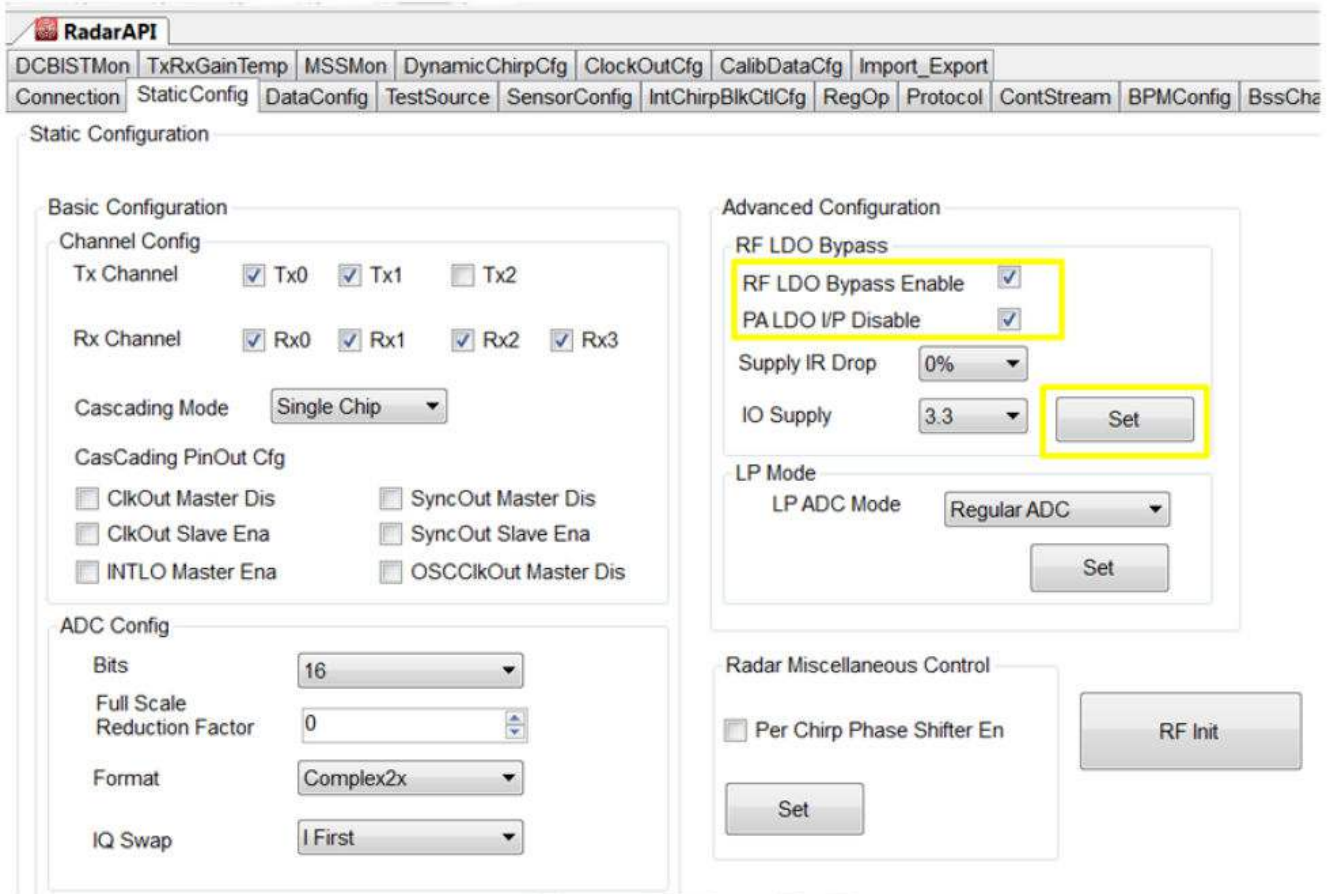 RadarAPI
DCBISTMon TxRxGainTemp MSSMon DynamicChirpCfg ClockOutCfg CalibDataCfg Import_Export
Connection StaticConfig DataConfig TestSource SensorConfig IntChirpBlkCtlCfg RegOp Protocol ContStream BPMConfig BssCha
Static Configuration
Basic Configuration
Channel Config
Tx Channel Tx0 Tx1 Tx2
Rx Channel Rx0 Rx1 Rx2 Rx3
Cascading Mode Single Chip
CasCading PinOut Cfg
ClkOut Master Dis SyncOut Master Dis
ClkOut Slave Ena SyncOut Slave Ena
INTLO Master Ena OSCClkOut Master Dis
ADC Config
Bits 16
Full Scale
Reduction Factor 0
Format Complex2x
IQ Swap I First
Advanced Configuration
RF LDO Bypass
RF LDO Bypass Enable
PA LDO I/P Disable
Supply IR Drop 0%
IO Supply 3.3 Set
LP Mode
LP ADC Mode Regular ADC
Set
Radar Miscellaneous Control
Per Chirp Phase Shifter En
Set
RF Init